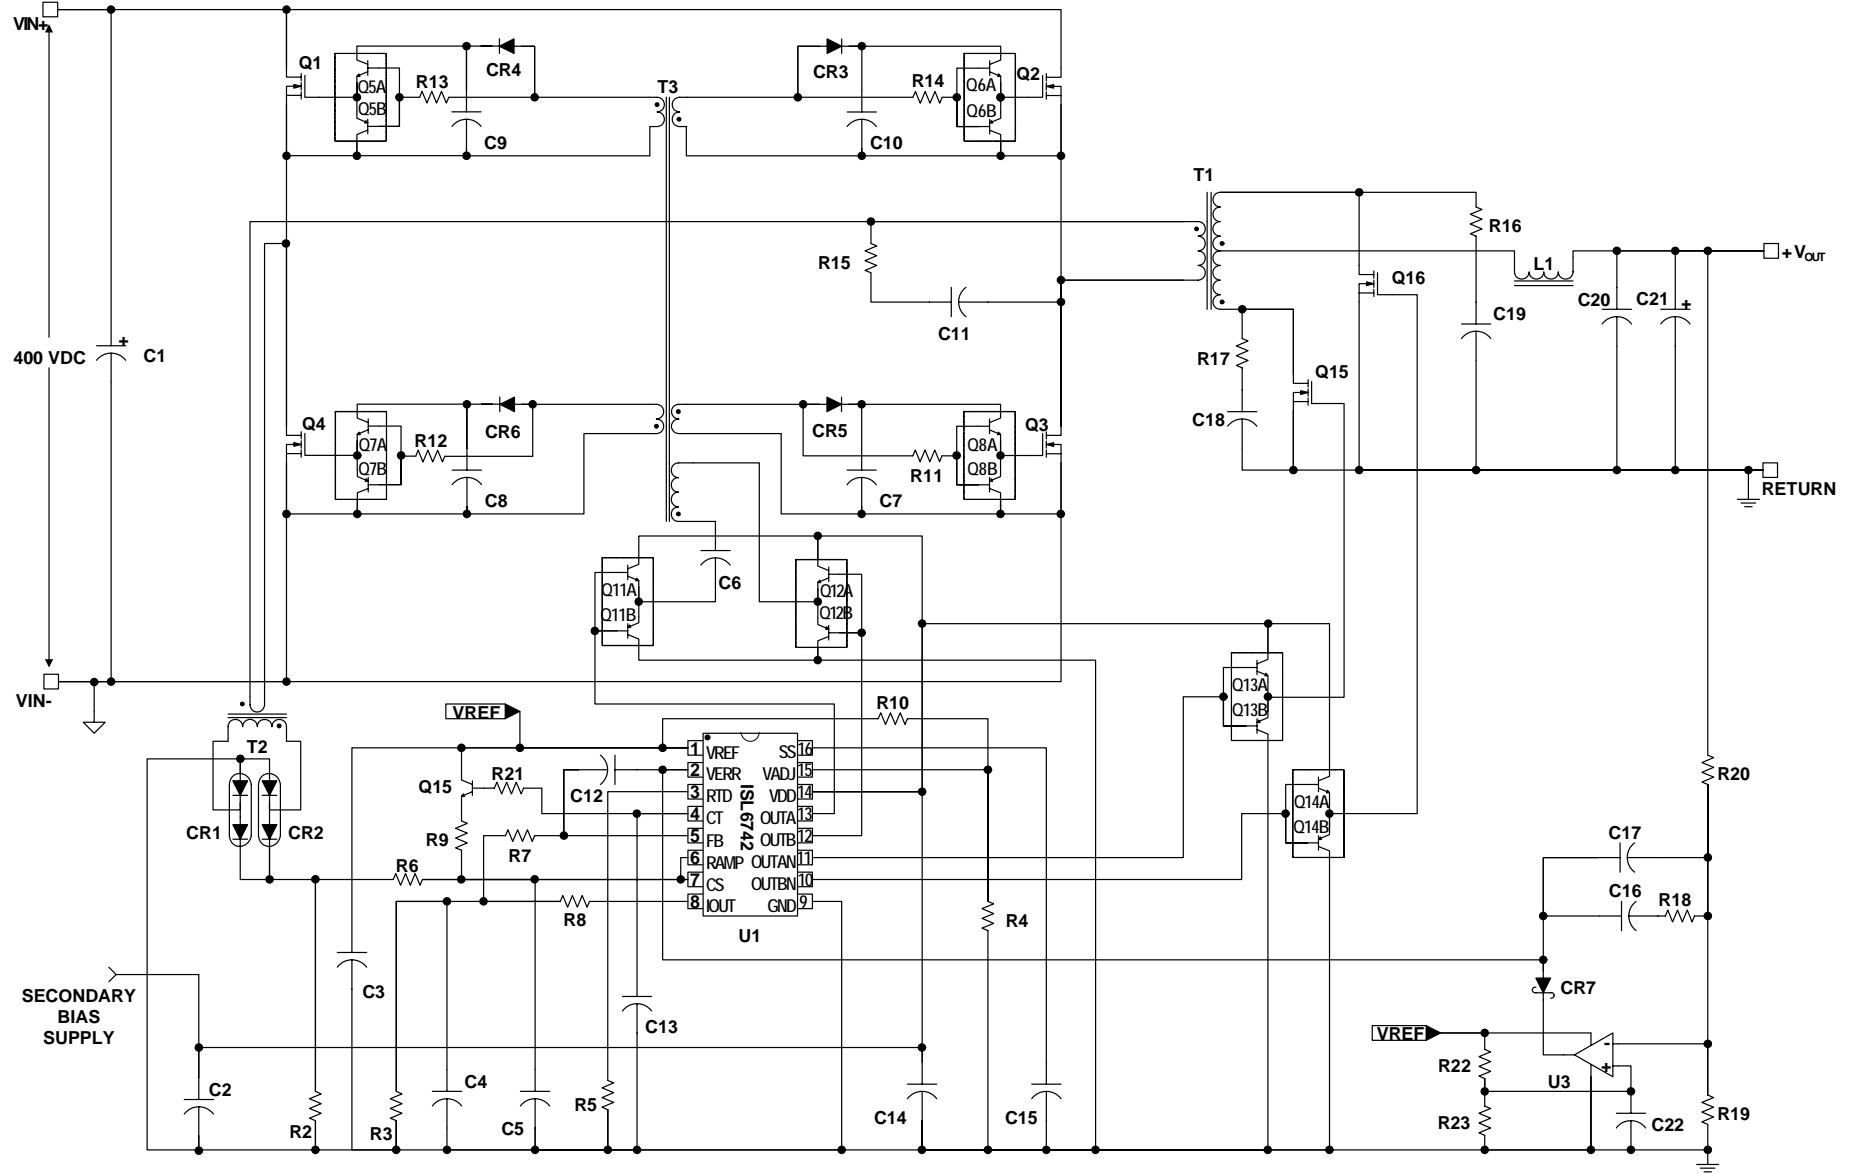 VIN+
Q1
Q5A
Q5B
R13
CR4
C9
T3
CR3
C10
R14
Q6A
Q6B
Q2
T1
R16
R15
C11
Q16
L1
+ VOUT
C20
C21
C19
400 VDC
C1
R17
Q15
C18
Q4
Q7A
Q7B
R12
CR6
C8
CR5
C7
R11
Q8A
Q8B
Q3
RETURN
C6
Q11A
Q11B
Q12A
Q12B
VIN-
Q13A
Q13B
VREF
R10
T2
CR1
CR2
Q15
R21
C12
R9
R7
R6
R8
1 VREF
2 VERR
3 RTD
4 CT
5 FB
6 RAMP
7 CS
8 IOUT
ISL6742
SS 16
VADJ 15
VDD 14
OUTA 13
OUTB 12
OUTAN 11
OUTBN 10
GND 9
U1
Q14A
Q14B
R20
C17
C16
R18
R4
C3
C13
CR7
SECONDARY
BIAS
SUPPLY
VREF
R22
U3
-
+
C2
R2
R3
C4
C5
R5
C14
C15
R23
C22
R19